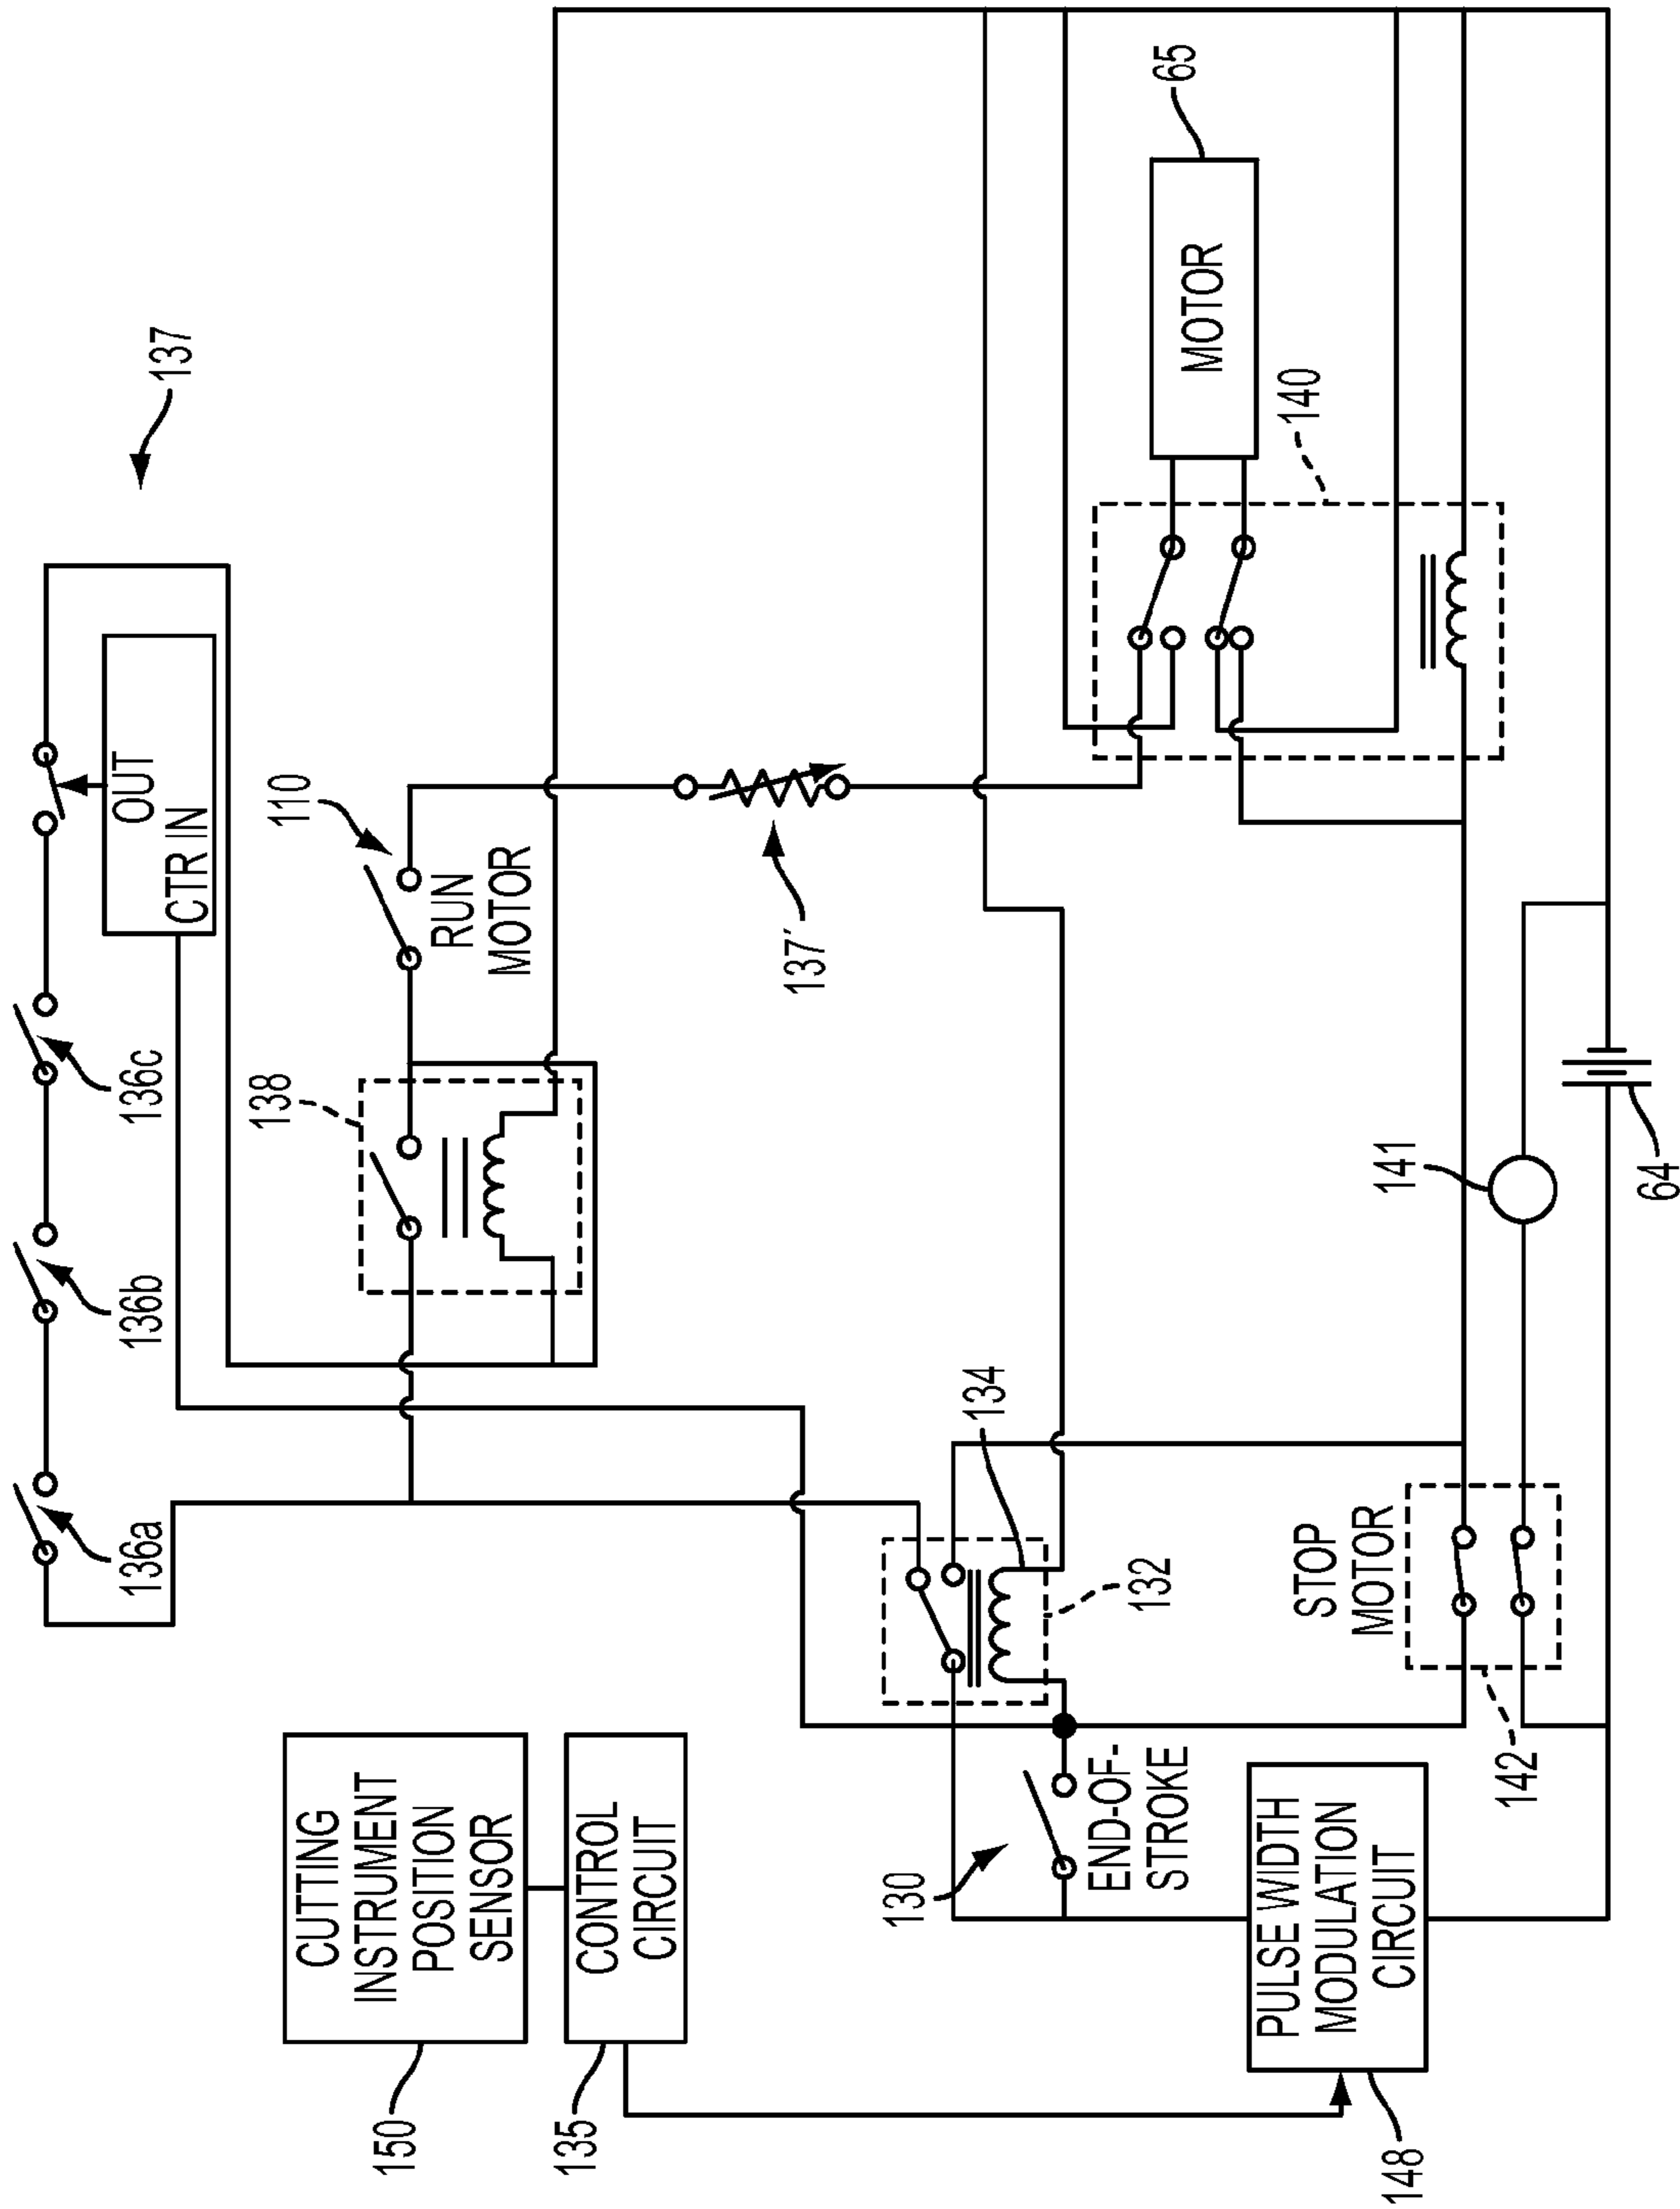 137
136a
136b
136c
OUT
CTR IN
138
110
RUN
MOTOR
137'
65
MOTOR
140
CUTTING
INSTRUMENT
POSITION
SENSOR
150
CONTROL
CIRCUIT
135
134
132
130
END-OF-
STROKE
STOP
MOTOR
142
141
64
PULSE WIDTH
MODULATION
CIRCUIT
148